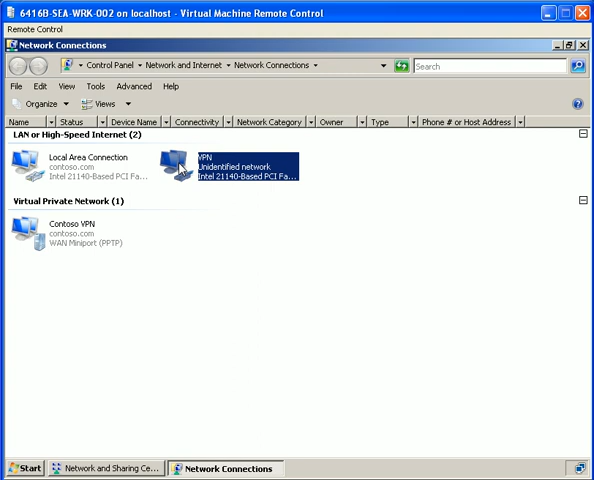 6416B-SEA-WRK-002 on localhost - Virtual Machine Remote Control
Remote Control
Network Connections
Control Panel Network and Internet Network Connections Search
File Edit View Tools Advanced Help
Organize Views
Name Status Device Name Connectivity Network Category Owner Type Phone # or Host Address
LAN or High-Speed Internet (2)
Local Area Connection
contoso.com
Intel 21140-Based PCI Fa...
VPN
Unidentified network
Intel 21140-Based PCI Fa...
Virtual Private Network (1)
Contoso VPN
contoso.com
WAN Miniport (PPTP)
Start Network and Sharing Ce... Network Connections